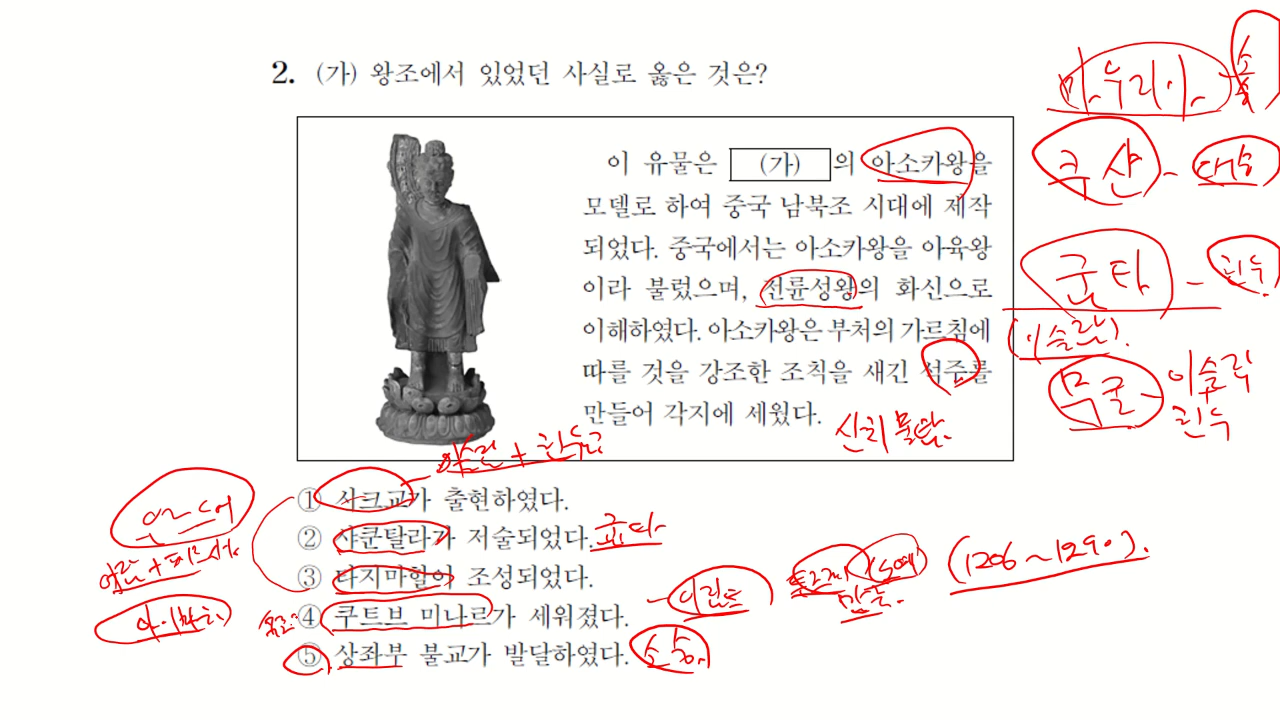 2. (가) 왕조에서 있었던 사실로 옳은 것은?
이 유물은 (가) 의 아소카왕을
모델로 하여 중국 남북조 시대에 제작
되었다. 중국에서는 아소카왕을 아육왕
이라 불렀으며, 전륜성왕의 화신으로
이해하였다. 아소카왕은 부처의 가르침에
따를 것을 강조한 조칙을 새긴 석주를
만들어 각지에 세웠다.
산치 불탑.
① 시크교가 출현하였다.
② 샤쿤탈라가 저술되었다. 굽타
③ 타지마할이 조성되었다.
④ 쿠트브 미나르가 세워졌다.
⑤ 상좌부 불교가 발달하였다. 소승.
마우리아 -
쿠샨 - 대승
굽타 - 힌두
(이슬람).
무굴 - 이슬람
힌두
이슬람 + 힌두교
(노예)
(1206~1290).